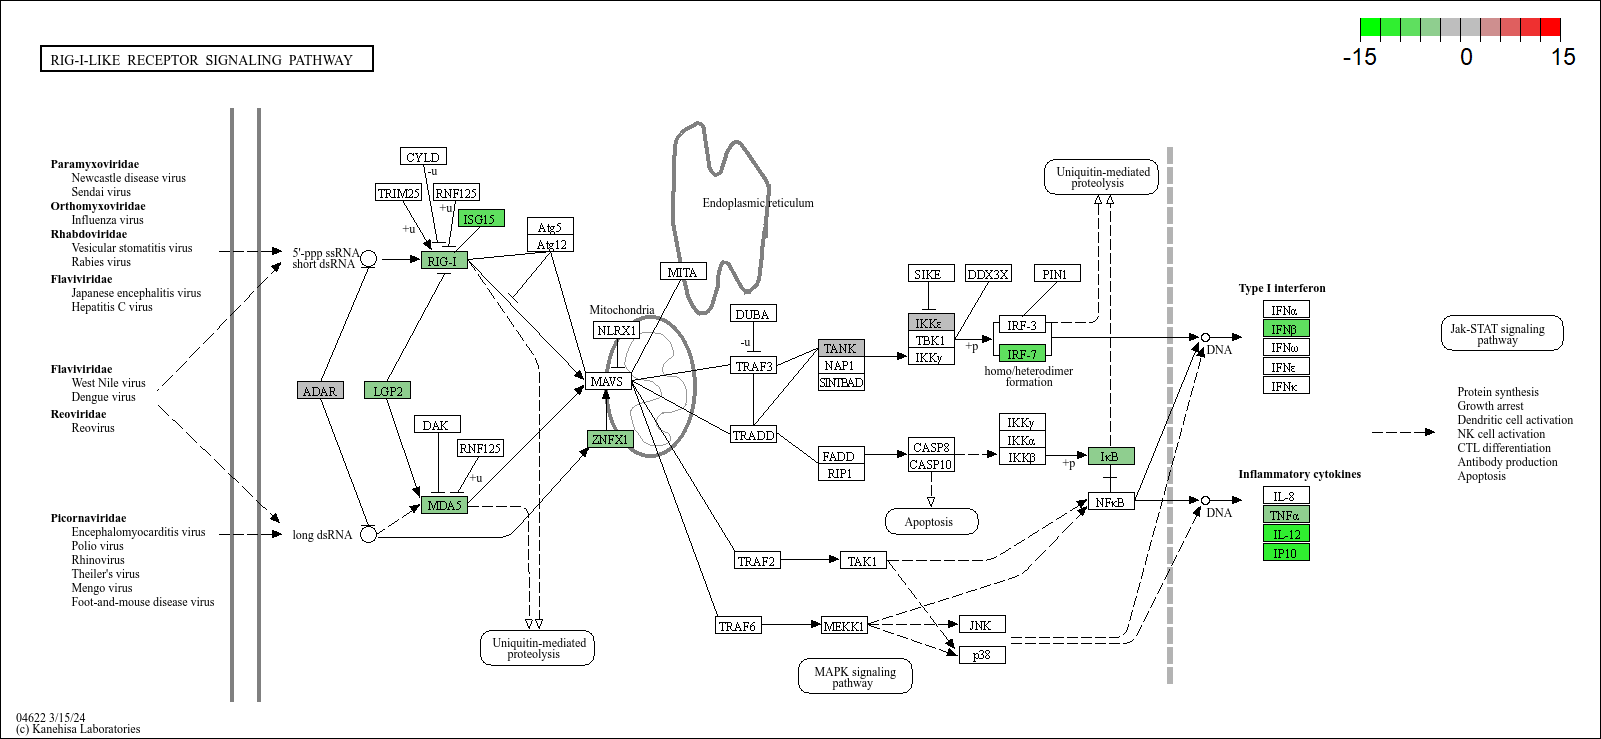 RIG-I-LIKE RECEPTOR SIGNALING PATHWAY
-15
0
15
Paramyxoviridae
Newcastle disease virus
Sendai virus
Orthomyxoviridae
Influenza virus
Rhabdoviridae
Vesicular stomatitis virus
Rabies virus
Flaviviridae
Japanese encephalitis virus
Hepatitis C virus
Flaviviridae
West Nile virus
Dengue virus
Reoviridae
Reovirus
Picornaviridae
Encephalomyocarditis virus
Polio virus
Rhinovirus
Theiler's virus
Mengo virus
Foot-and-mouse disease virus
5'-ppp ssRNA
short dsRNA
long dsRNA
ADAR
CYLD
-u
TRIM25
RNF125
+u
+u
ISG15
RIG-I
LGP2
DAK
RNF125
+u
MDA5
Atg5
Atg12
Uniquitin-mediated
proteolysis
Mitochondria
NLRX1
MAVS
ZNFX1
MITA
Endoplasmic reticulum
DUBA
-u
TRAF3
TRADD
TRAF2
TRAF6
TANK
NAP1
SINTBAD
FADD
RIP1
TAK1
MEKK1
MAPK signaling
pathway
SIKE
DDX3X
PIN1
IKKε
TBK1
IKKγ
+p
IRF-3
IRF-7
homo/heterodimer
formation
CASP8
CASP10
Apoptosis
IKKγ
IKKα
IKKβ
+p
IκB
NFκB
JNK
p38
Uniquitin-mediated
proteolysis
DNA
DNA
Type I interferon
IFNα
IFNβ
IFNω
IFNε
IFNκ
Inflammatory cytokines
IL-8
TNFα
IL-12
IP10
Jak-STAT signaling
pathway
Protein synthesis
Growth arrest
Dendritic cell activation
NK cell activation
CTL differentiation
Antibody production
Apoptosis
04622 3/15/24
(c) Kanehisa Laboratories